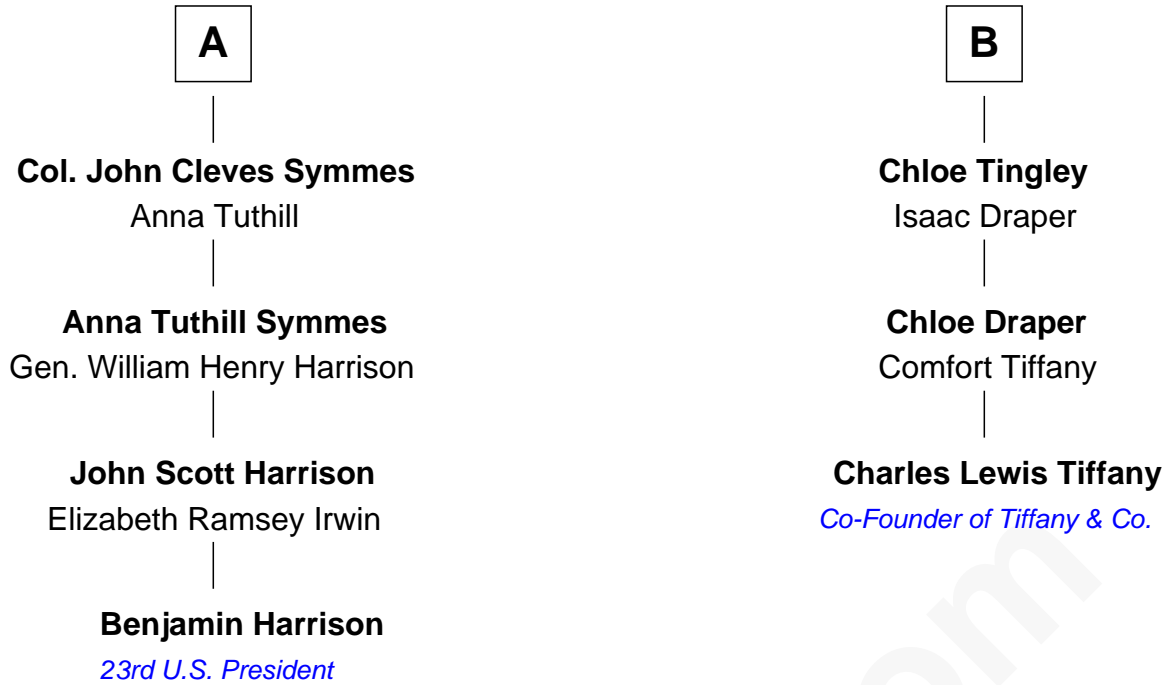 A
Col. John Cleves Symmes
Anna Tuthill
Anna Tuthill Symmes
Gen. William Henry Harrison
John Scott Harrison
Elizabeth Ramsey Irwin
Benjamin Harrison
23rd U.S. President
B
Chloe Tingley
Isaac Draper
Chloe Draper
Comfort Tiffany
Charles Lewis Tiffany
Co-Founder of Tiffany & Co.
om